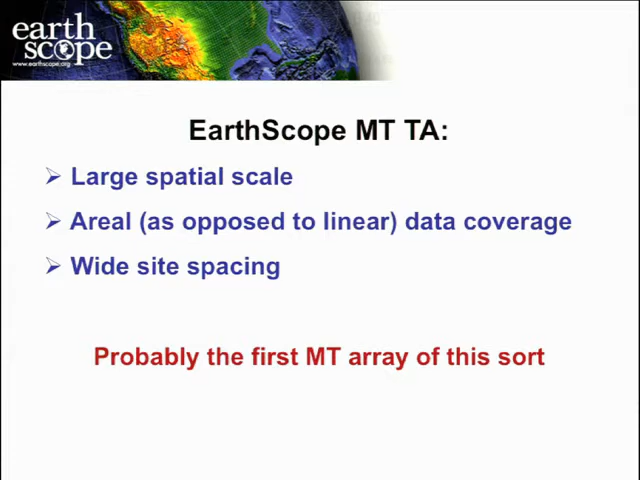 earth
scope
www.earthscope.org
EarthScope MT TA:
Large spatial scale
Areal (as opposed to linear) data coverage
Wide site spacing
Probably the first MT array of this sort